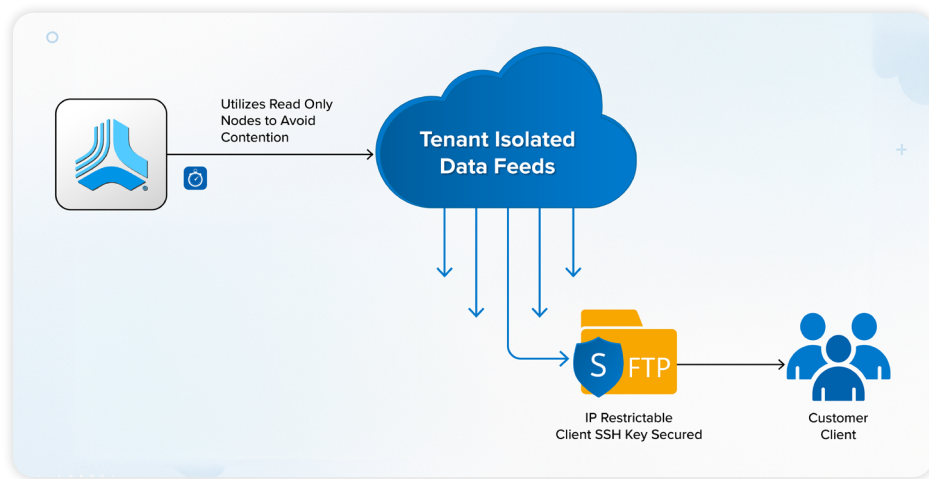 Utilizes Read Only
Nodes to Avoid
Contention
Tenant Isolated
Data Feeds
S FTP
IP Restrictable
Client SSH Key Secured
Customer
Client